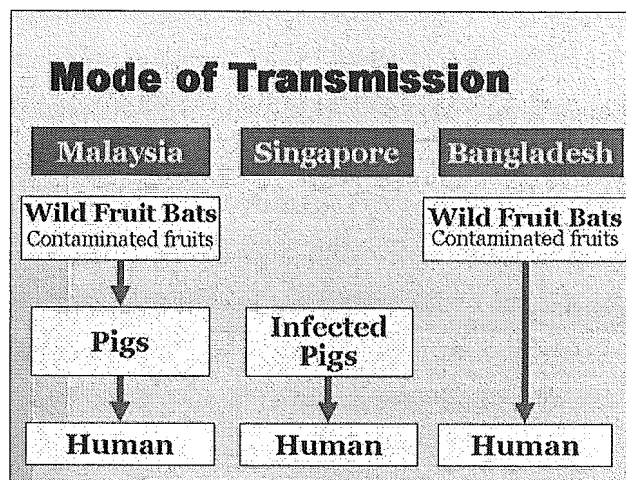 Mode of Transmission
Malaysia
Singapore
Bangladesh
Wild Fruit Bats
Contaminated fruits
Wild Fruit Bats
Contaminated fruits
Pigs
Infected
Pigs
Human
Human
Human